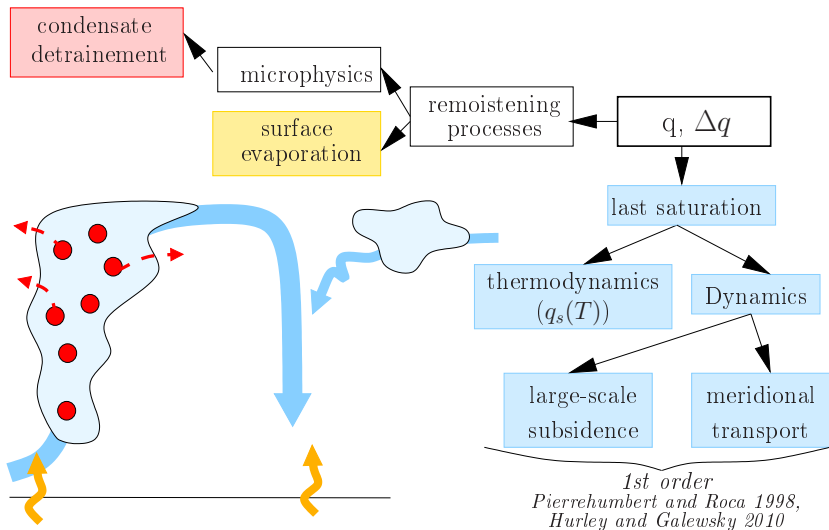 condensate
detrainement
microphysics
surface
evaporation
remoistening
processes
q, Δq
last saturation
thermodynamics
(q_s(T))
Dynamics
large-scale
subsidence
meridional
transport
1st order
Pierrehumbert and Roca 1998,
Hurley and Galewsky 2010